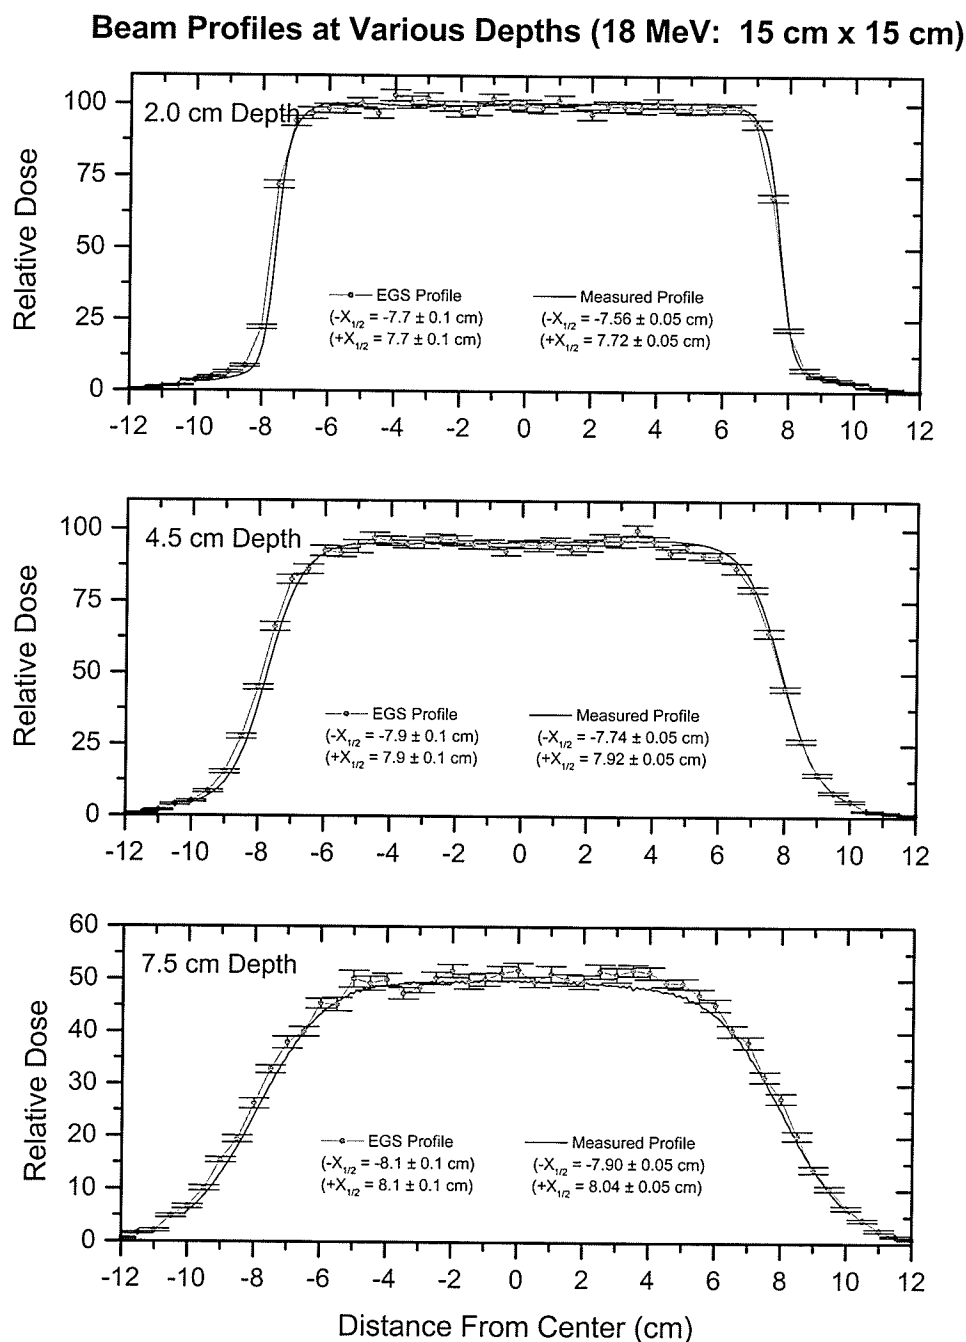 Beam Profiles at Various Depths (18 MeV: 15 cm x 15 cm)
2.0 cm Depth
Relative Dose
100
75
50
25
0
EGS Profile
(-X1/2 = -7.7 ± 0.1 cm)
(+X1/2 = 7.7 ± 0.1 cm)
Measured Profile
(-X1/2 = -7.56 ± 0.05 cm)
(+X1/2 = 7.72 ± 0.05 cm)
-12 -10 -8 -6 -4 -2 0 2 4 6 8 10 12
4.5 cm Depth
Relative Dose
100
75
50
25
0
EGS Profile
(-X1/2 = -7.9 ± 0.1 cm)
(+X1/2 = 7.9 ± 0.1 cm)
Measured Profile
(-X1/2 = -7.74 ± 0.05 cm)
(+X1/2 = 7.92 ± 0.05 cm)
-12 -10 -8 -6 -4 -2 0 2 4 6 8 10 12
7.5 cm Depth
Relative Dose
60
50
40
30
20
10
0
EGS Profile
(-X1/2 = -8.1 ± 0.1 cm)
(+X1/2 = 8.1 ± 0.1 cm)
Measured Profile
(-X1/2 = -7.90 ± 0.05 cm)
(+X1/2 = 8.04 ± 0.05 cm)
-12 -10 -8 -6 -4 -2 0 2 4 6 8 10 12
Distance From Center (cm)